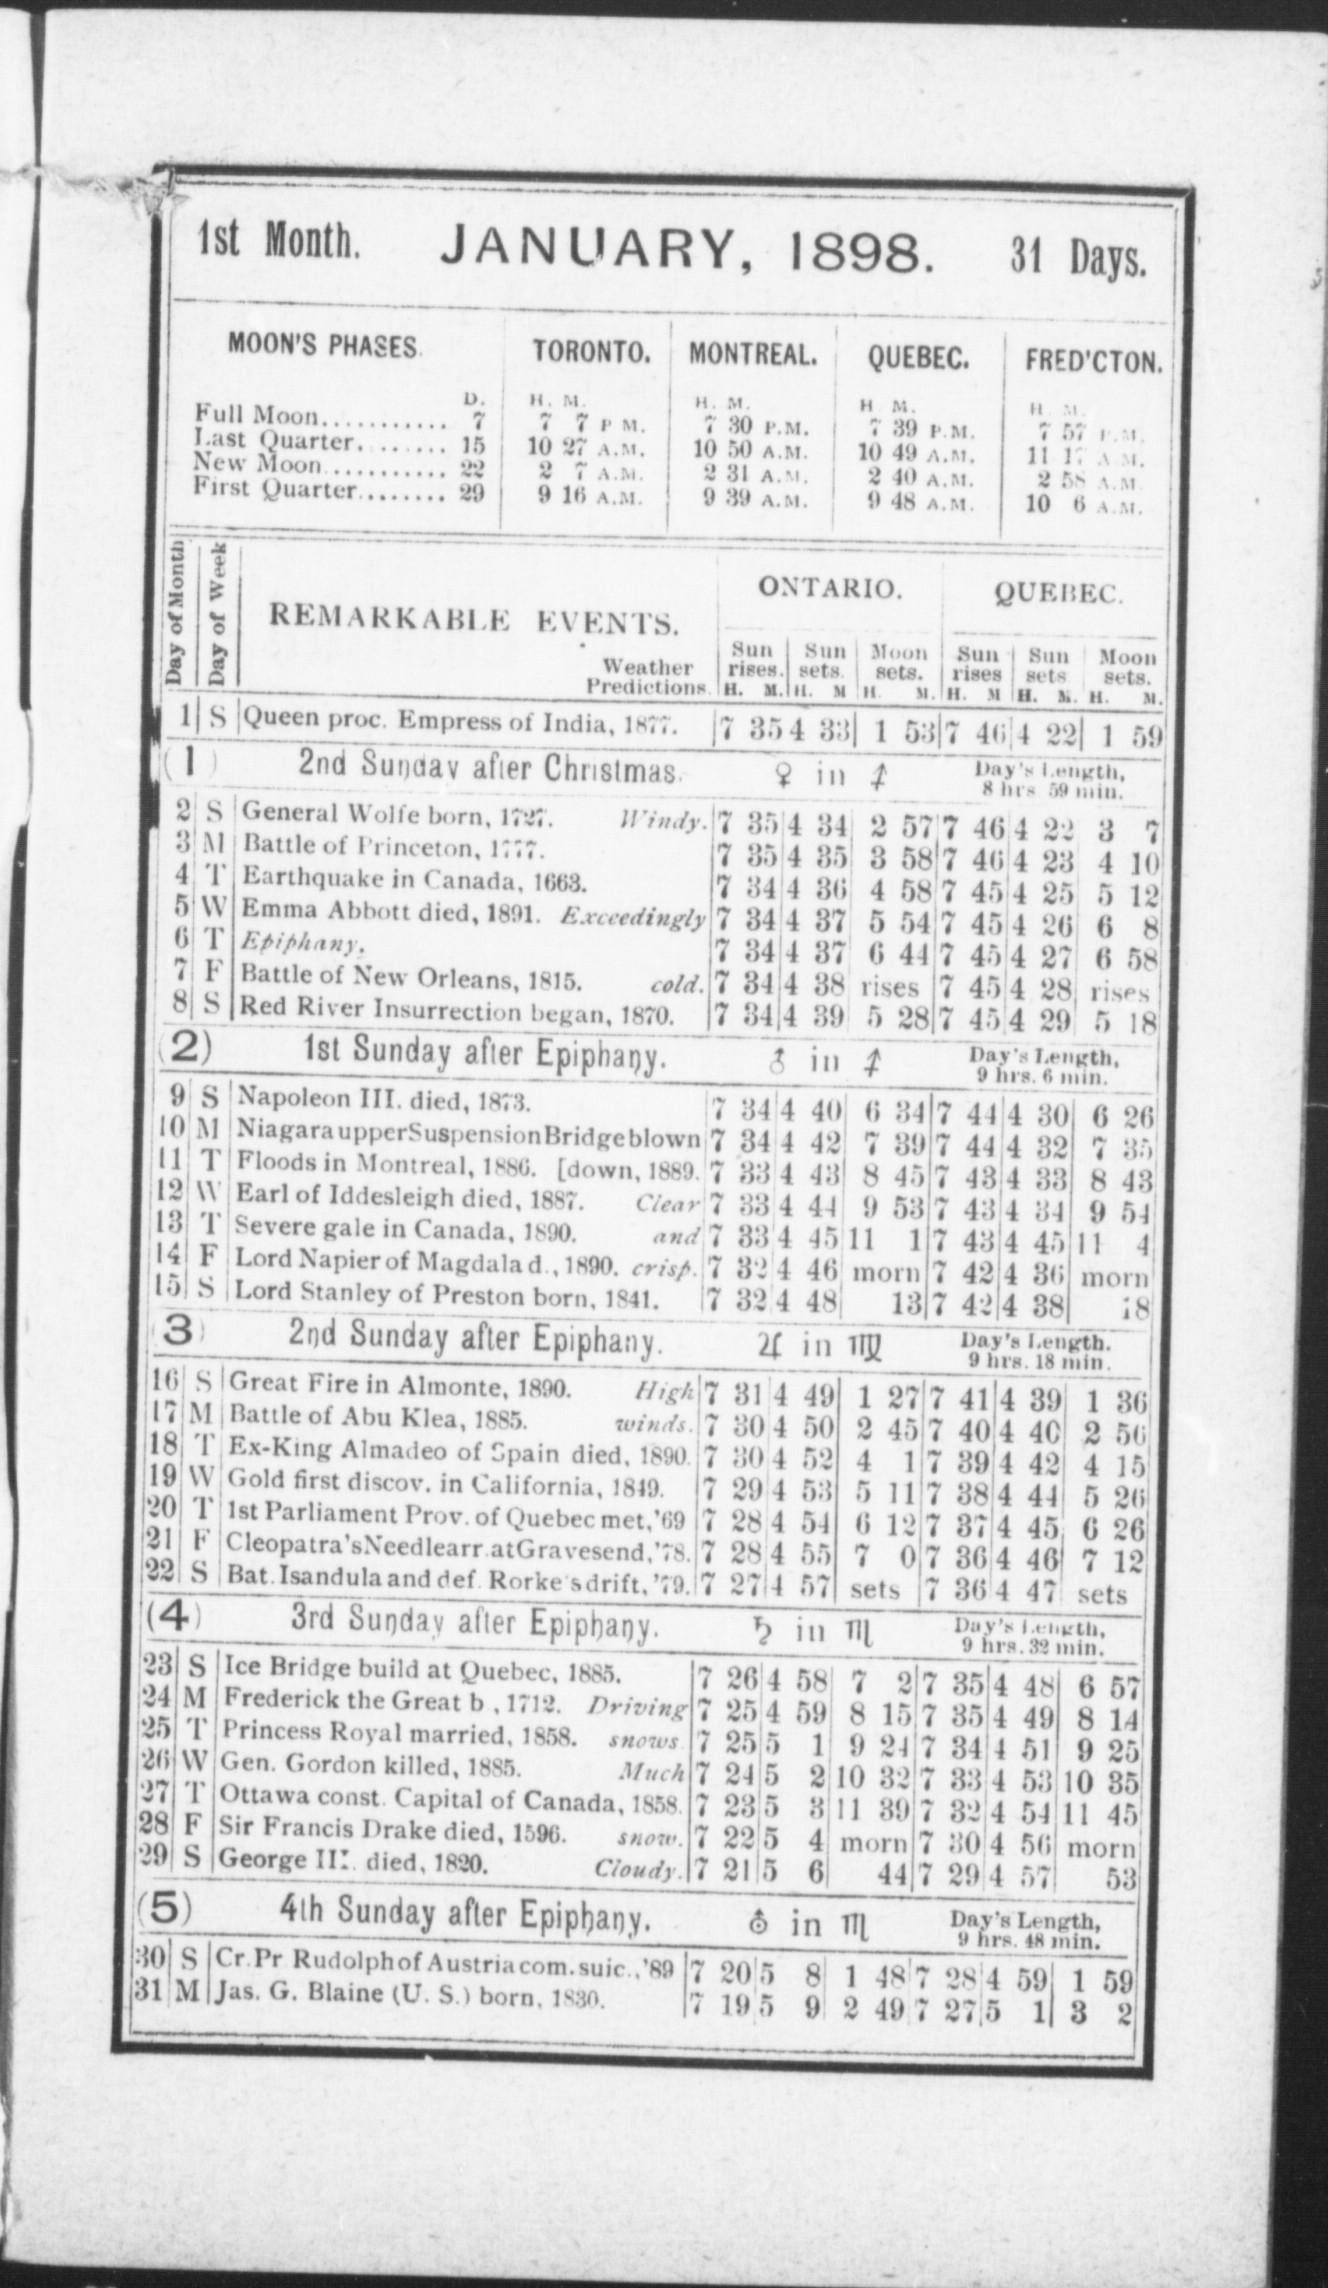 1st Month. JANUARY, 1898. 31 Days.
MOON'S PHASES. TORONTO. MONTREAL. QUEBEC. FRED'CTON.
D. H. M. H. M. H M. H. M.
Full Moon........... 7 7 7 P M. 7 30 P.M. 7 39 P.M. 7 57 P.M.
Last Quarter........ 15 10 27 A.M. 10 50 A.M. 10 49 A.M. 11 17 A M.
New Moon........... 22 2 7 A.M. 2 31 A.M. 2 40 A.M. 2 58 A.M.
First Quarter........ 29 9 16 A.M. 9 39 A.M. 9 48 A.M. 10 6 A.M.
Day of Month Day of Week REMARKABLE EVENTS. ONTARIO. QUEBEC.
Weather Predictions. Sun rises. Sun sets. Moon sets. Sun rises Sun sets Moon sets.
H. M. H. M H. M. H. M H. M. H. M.
1 S Queen proc. Empress of India, 1877. 7 35 4 33 1 53 7 46 4 22 1 59
(1) 2nd Sunday after Christmas. ♀ in ♐ Day's Length, 8 hrs 59 min.
2 S General Wolfe born, 1727. Windy. 7 35 4 34 2 57 7 46 4 22 3 7
3 M Battle of Princeton, 1777. 7 35 4 35 3 58 7 46 4 23 4 10
4 T Earthquake in Canada, 1663. 7 34 4 36 4 58 7 45 4 25 5 12
5 W Emma Abbott died, 1891. Exceedingly 7 34 4 37 5 54 7 45 4 26 6 8
6 T Epiphany. 7 34 4 37 6 44 7 45 4 27 6 58
7 F Battle of New Orleans, 1815. cold. 7 34 4 38 rises 7 45 4 28 rises
8 S Red River Insurrection began, 1870. 7 34 4 39 5 28 7 45 4 29 5 18
(2) 1st Sunday after Epiphany. ♂ in ♐ Day's Length, 9 hrs. 6 min.
9 S Napoleon III. died, 1873. 7 34 4 40 6 34 7 44 4 30 6 26
10 M Niagara upper Suspension Bridge blown 7 34 4 42 7 39 7 44 4 32 7 35
11 T Floods in Montreal, 1886. [down, 1889. 7 33 4 43 8 45 7 43 4 33 8 43
12 W Earl of Iddesleigh died, 1887. Clear 7 33 4 44 9 53 7 43 4 34 9 54
13 T Severe gale in Canada, 1890. and 7 33 4 45 11 1 7 43 4 45 11 4
14 F Lord Napier of Magdala d., 1890. crisp. 7 32 4 46 morn 7 42 4 36 morn
15 S Lord Stanley of Preston born, 1841. 7 32 4 48 13 7 42 4 38 18
(3) 2nd Sunday after Epiphany. ♃ in ♍ Day's Length. 9 hrs. 18 min.
16 S Great Fire in Almonte, 1890. High 7 31 4 49 1 27 7 41 4 39 1 36
17 M Battle of Abu Klea, 1885. winds. 7 30 4 50 2 45 7 40 4 40 2 56
18 T Ex-King Almadeo of Spain died, 1890. 7 30 4 52 4 1 7 39 4 42 4 15
19 W Gold first discov. in California, 1849. 7 29 4 53 5 11 7 38 4 44 5 26
20 T 1st Parliament Prov. of Quebec met,'69 7 28 4 54 6 12 7 37 4 45 6 26
21 F Cleopatra's Needle arr. at Gravesend,'78. 7 28 4 55 7 0 7 36 4 46 7 12
22 S Bat. Isandula and def. Rorke's drift, '79. 7 27 4 57 sets 7 36 4 47 sets
(4) 3rd Sunday after Epiphany. ♄ in ♏ Day's Length, 9 hrs. 32 min.
23 S Ice Bridge build at Quebec, 1885. 7 26 4 58 7 2 7 35 4 48 6 57
24 M Frederick the Great b , 1712. Driving 7 25 4 59 8 15 7 35 4 49 8 14
25 T Princess Royal married, 1858. snows. 7 25 5 1 9 24 7 34 4 51 9 25
26 W Gen. Gordon killed, 1885. Much 7 24 5 2 10 32 7 33 4 53 10 35
27 T Ottawa const. Capital of Canada, 1858. 7 23 5 3 11 39 7 32 4 54 11 45
28 F Sir Francis Drake died, 1596. snow. 7 22 5 4 morn 7 30 4 56 morn
29 S George III. died, 1820. Cloudy. 7 21 5 6 44 7 29 4 57 53
(5) 4th Sunday after Epiphany. ⛢ in ♏ Day's Length, 9 hrs. 48 min.
30 S Cr. Pr Rudolph of Austria com. suic.,'89 7 20 5 8 1 48 7 28 4 59 1 59
31 M Jas. G. Blaine (U. S.) born, 1830. 7 19 5 9 2 49 7 27 5 1 3 2